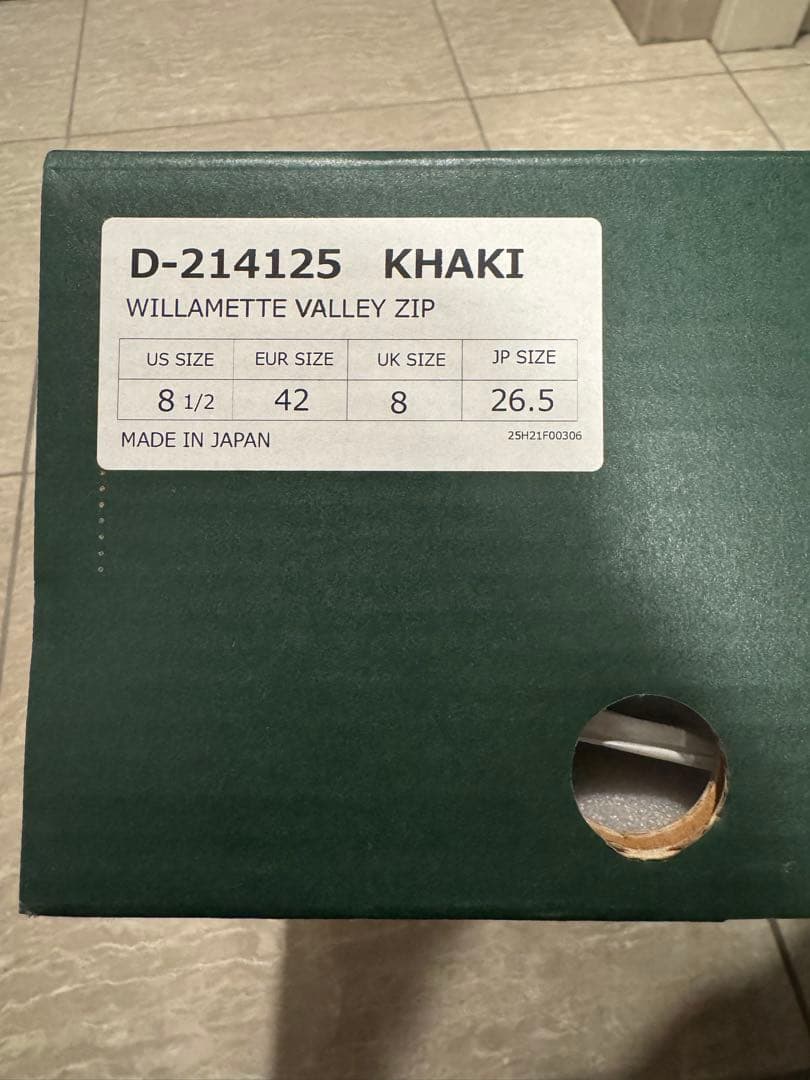 D-214125 KHAKI
WILLAMETTE VALLEY ZIP
US SIZE EUR SIZE UK SIZE JP SIZE
8 1/2 42 8 26.5
MADE IN JAPAN 25H21F00306